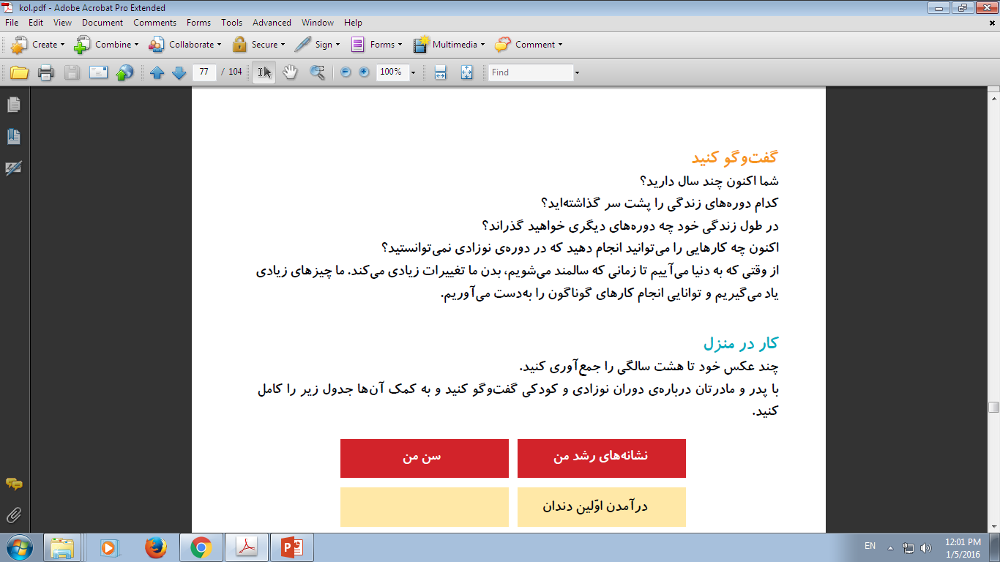 kol.pdf - Adobe Acrobat Pro Extended
File Edit View Document Comments Forms Tools Advanced Window Help
Create Combine Collaborate Secure Sign Forms Multimedia Comment
77 / 104 100% Find
گفت‌وگو کنید
شما اکنون چند سال دارید؟
کدام دوره‌های زندگی را پشت سر گذاشته‌اید؟
در طول زندگی خود چه دوره‌های دیگری خواهید گذراند؟
اکنون چه کارهایی را می‌توانید انجام دهید که در دوره‌ی نوزادی نمی‌توانستید؟
از وقتی که به دنیا می‌آییم تا زمانی که سالمند می‌شویم، بدن ما تغییرات زیادی می‌کند. ما چیزهای زیادی
یاد می‌گیریم و توانایی انجام کارهای گوناگون را به‌دست می‌آوریم.
کار در منزل
چند عکس خود تا هشت سالگی را جمع‌آوری کنید.
با پدر و مادرتان درباره‌ی دوران نوزادی و کودکی گفت‌وگو کنید و به کمک آن‌ها جدول زیر را کامل
کنید.
نشانه‌های رشد من سن من
درآمدن اوّلین دندان
EN 12:01 PM
1/5/2016